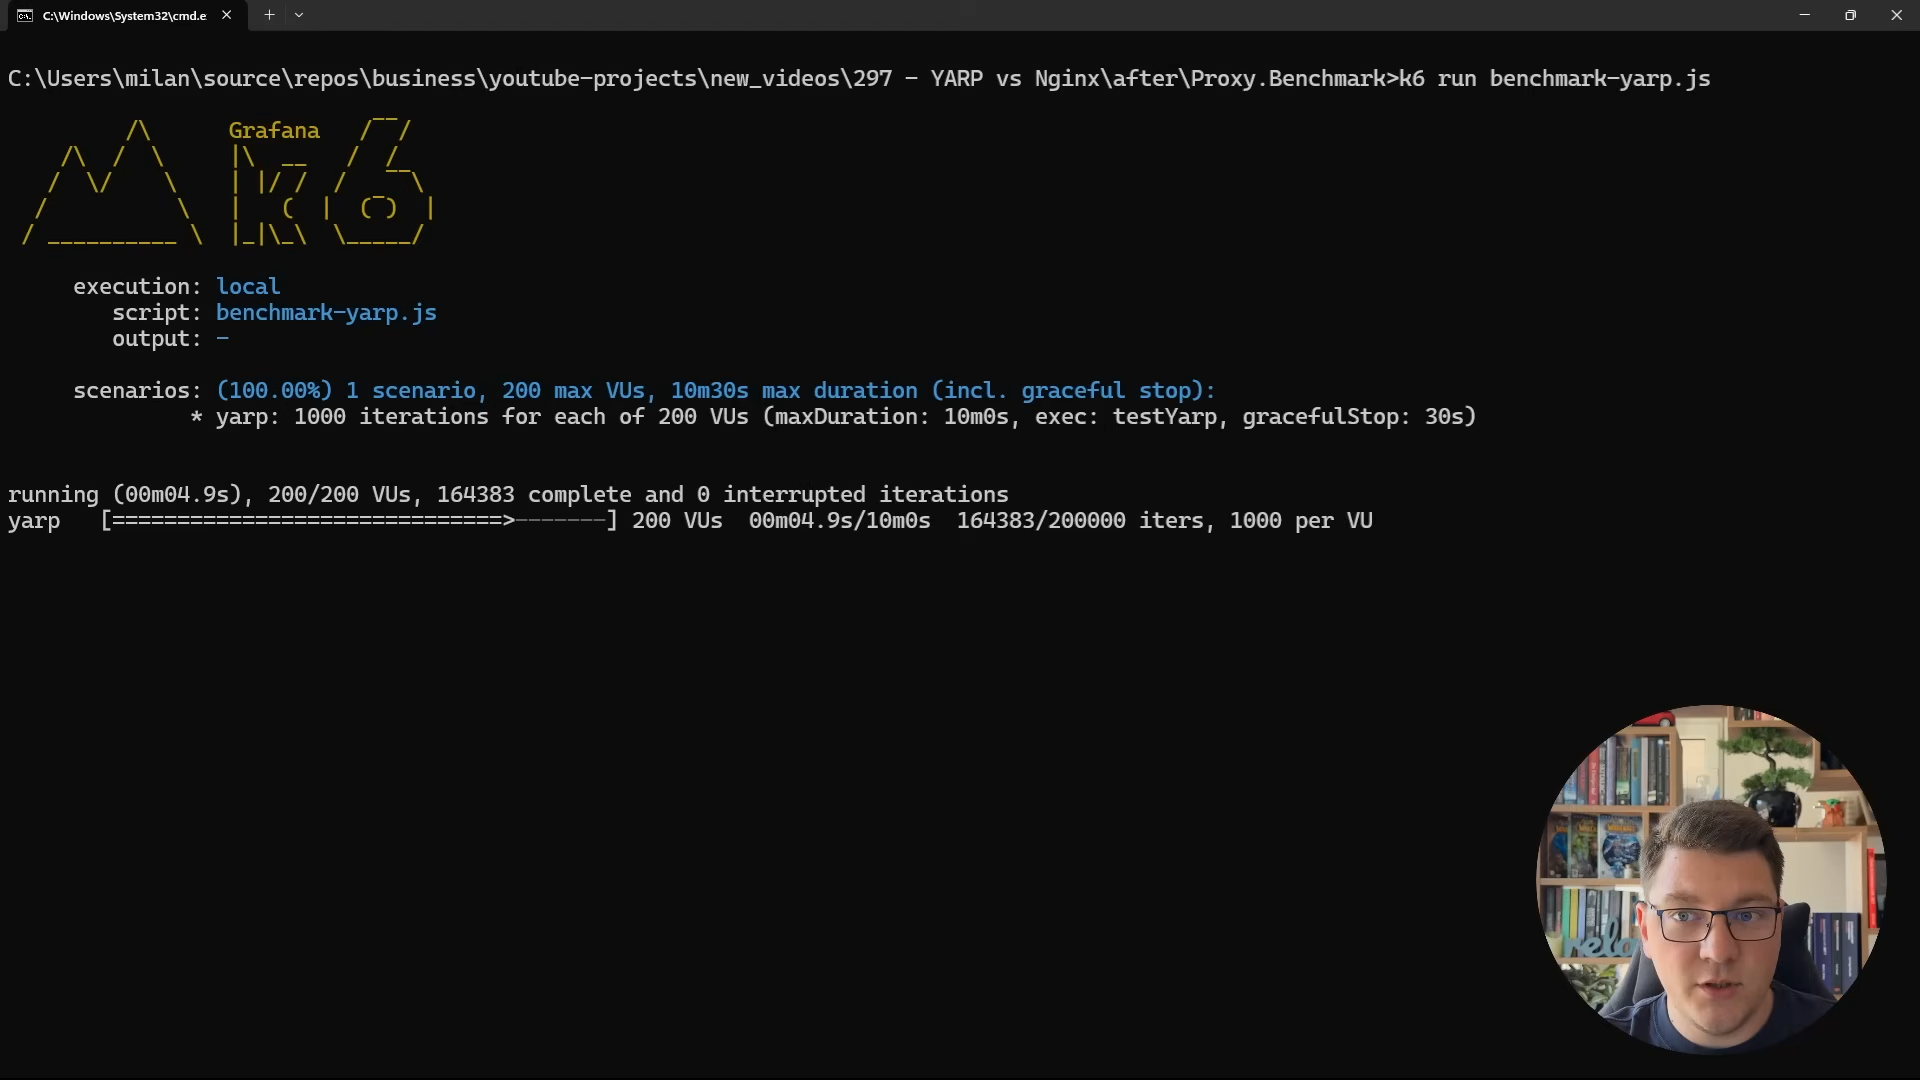 C:\Windows\System32\cmd.e
C:\Users\milan\source\repos\business\youtube-projects\new_videos\297 - YARP vs Nginx\after\Proxy.Benchmark>k6 run benchmark-yarp.js
Grafana
execution: local
script: benchmark-yarp.js
output: -
scenarios: (100.00%) 1 scenario, 200 max VUs, 10m30s max duration (incl. graceful stop):
* yarp: 1000 iterations for each of 200 VUs (maxDuration: 10m0s, exec: testYarp, gracefulStop: 30s)
running (00m04.9s), 200/200 VUs, 164383 complete and 0 interrupted iterations
yarp [==============================>-------] 200 VUs 00m04.9s/10m0s 164383/200000 iters, 1000 per VU